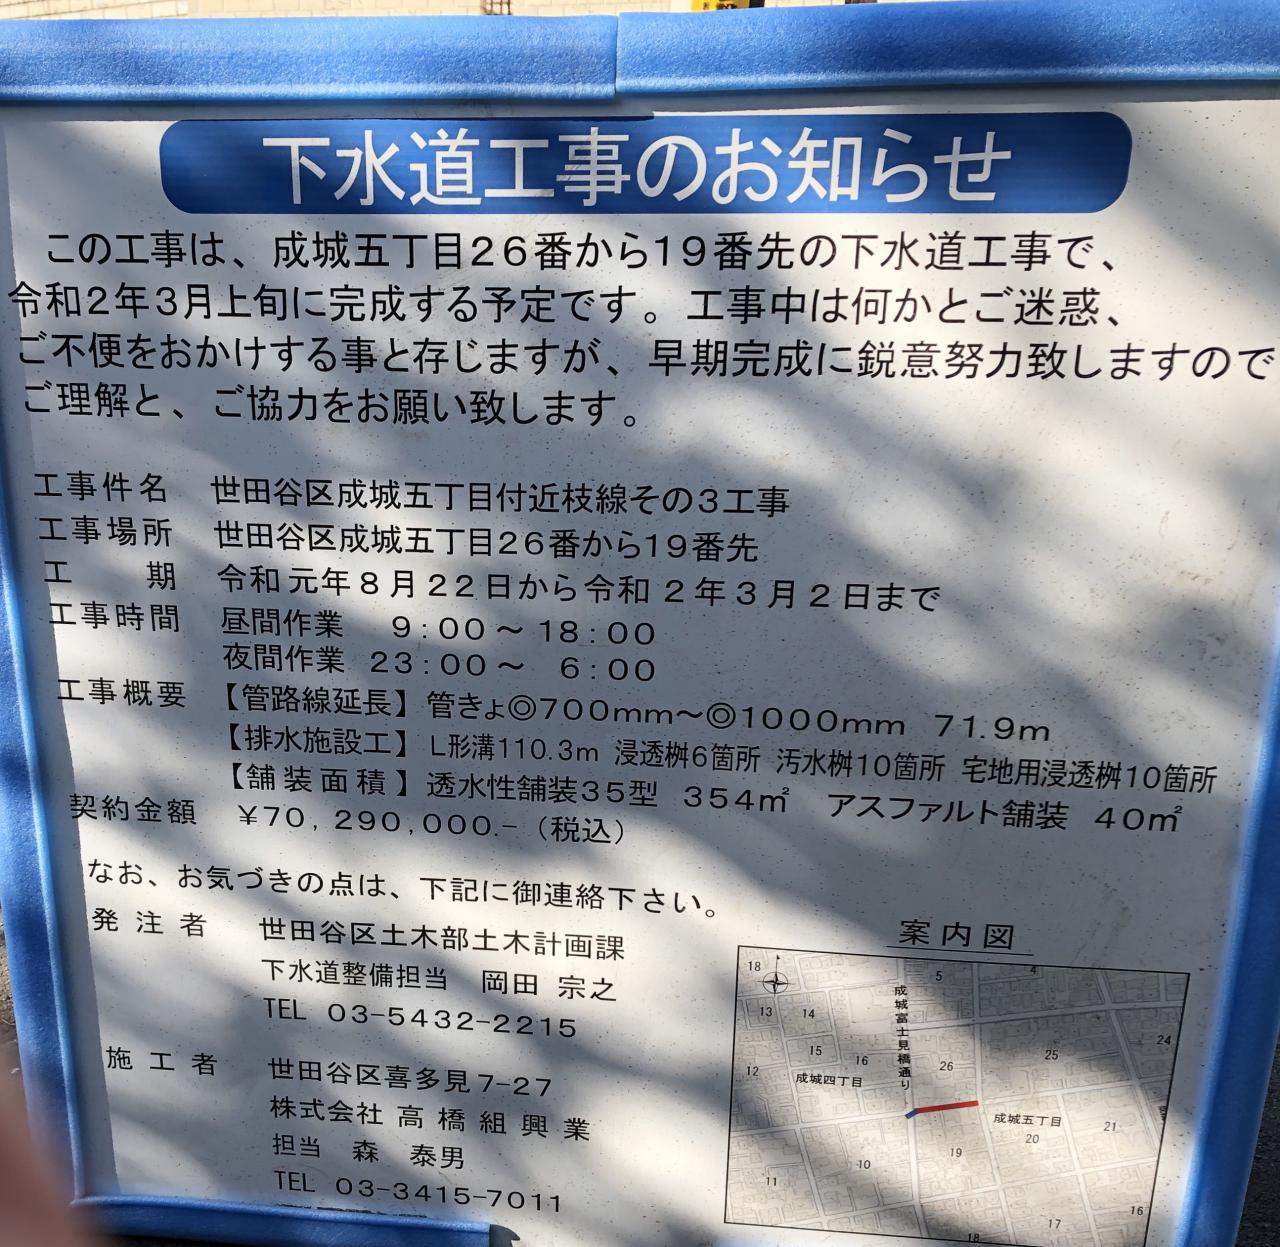 下水道工事のお知らせ
この工事は、成城五丁目26番から19番先の下水道工事で、
令和2年3月上旬に完成する予定です。工事中は何かとご迷惑、
ご不便をおかけする事と存じますが、早期完成に鋭意努力致しますので
ご理解と、ご協力をお願い致します。
工事件名 世田谷区成城五丁目付近枝線その3工事
工事場所 世田谷区成城五丁目26番から19番先
工 期 令和元年8月22日から令和2年3月2日まで
工事時間 昼間作業 9:00～18:00
夜間作業 23:00～ 6:00
工事概要 【管路線延長】管きょ◎700mm～◎1000mm 71.9m
【排水施設工】L形溝110.3m 浸透桝6箇所 汚水桝10箇所 宅地用浸透桝10箇所
【舗装面積】透水性舗装35型 354㎡ アスファルト舗装 40㎡
契約金額 ¥70,290,000.-（税込）
なお、お気づきの点は、下記に御連絡下さい。
発注者 世田谷区土木部土木計画課
下水道整備担当 岡田 宗之
TEL 03-5432-2215
施工者 世田谷区喜多見7-27
株式会社 高橋組興業
担当 森 泰男
TEL 03-3415-7011
案内図
18 5 4
成城富士見橋通り
13 14 24
15 16 26 25
12 成城四丁目
成城五丁目
20 21
10 19
11
17 16
18